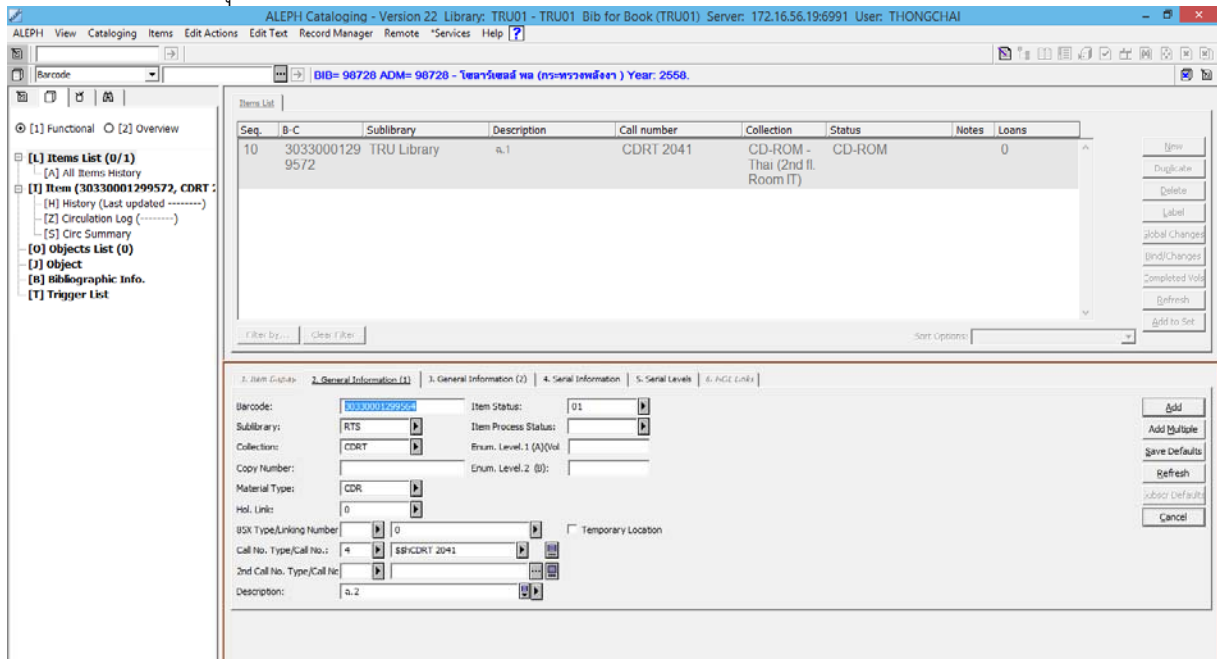 ALEPH Cataloging - Version 22 Library: TRU01 - TRU01 Bib for Book (TRU01) Server: 172.16.56.19:6991 User: THONGCHAI
ALEPH View Cataloging Items Edit Actions Edit Text Record Manager Remote *Services Help ?
Barcode
BIB= 98728 ADM= 98728 - โซลาร์เซลล์ พล (กระทรวงพลังงา ) Year: 2558.
[1] Functional [2] Overview
[L] Items List (0/1)
[A] All Items History
[I] Item (30330001299572, CDRT 2
[H] History (Last updated --------)
[Z] Circulation Log (--------)
[S] Circ Summary
[O] Objects List (0)
[J] Object
[B] Bibliographic Info.
[T] Trigger List
Items List
Seq. B-C Sublibrary Description Call number Collection Status Notes Loans
10 3033000129 TRU Library ฉ.1 CDRT 2041 CD-ROM - CD-ROM 0
9572 Thai (2nd fl.
Room IT)
New
Duplicate
Delete
Label
Global Changes
Bind/Changes
Completed Vols
Refresh
Add to Set
Filter by... Clear Filter Sort Options:
2. General Information (1) 3. General Information (2) 4. Serial Information 5. Serial Levels 6. HOL Links
Barcode: 30330001299564 Item Status: 01
Sublibrary: RTS Item Process Status:
Collection: CDRT Enum. Level.1 (A)(Vol
Copy Number: Enum. Level.2 (B):
Material Type: CDR
Hol. Link: 0
BSX Type/Linking Number 0 Temporary Location
Call No. Type/Call No.: 4 $$hCDRT 2041
2nd Call No. Type/Call No
Description: ฉ.2
Add
Add Multiple
Save Defaults
Refresh
Subscr Defaults
Cancel